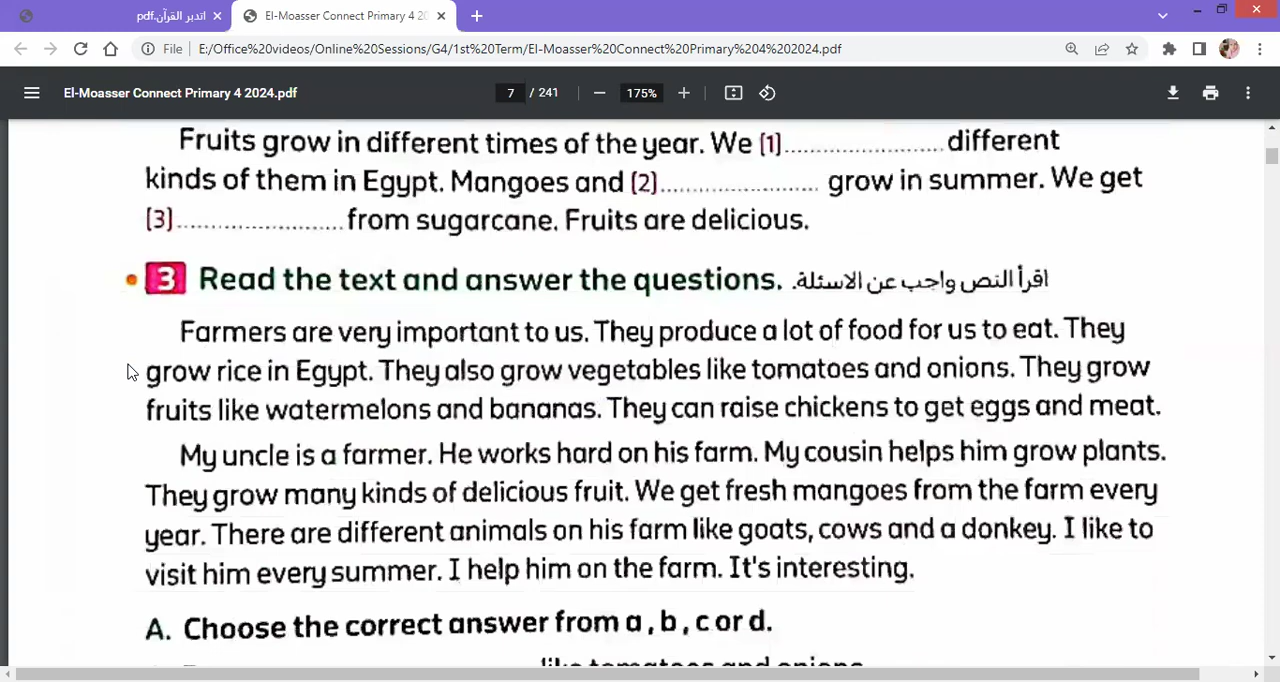 اتدبر القرآن.pdf
El-Moasser Connect Primary 4 20
File E:/Office%20videos/Online%20Sessions/G4/1st%20Term/El-Moasser%20Connect%20Primary%204%202024.pdf
El-Moasser Connect Primary 4 2024.pdf 7 / 241 175%
Fruits grow in different times of the year. We (1)........................ different
kinds of them in Egypt. Mangoes and (2)........................ grow in summer. We get
(3)........................ from sugarcane. Fruits are delicious.
3 Read the text and answer the questions. اقرأ النص واجب عن الاسئلة.
Farmers are very important to us. They produce a lot of food for us to eat. They
grow rice in Egypt. They also grow vegetables like tomatoes and onions. They grow
fruits like watermelons and bananas. They can raise chickens to get eggs and meat.
My uncle is a farmer. He works hard on his farm. My cousin helps him grow plants.
They grow many kinds of delicious fruit. We get fresh mangoes from the farm every
year. There are different animals on his farm like goats, cows and a donkey. I like to
visit him every summer. I help him on the farm. It's interesting.
A. Choose the correct answer from a , b , c or d.
like tomatoes and onions